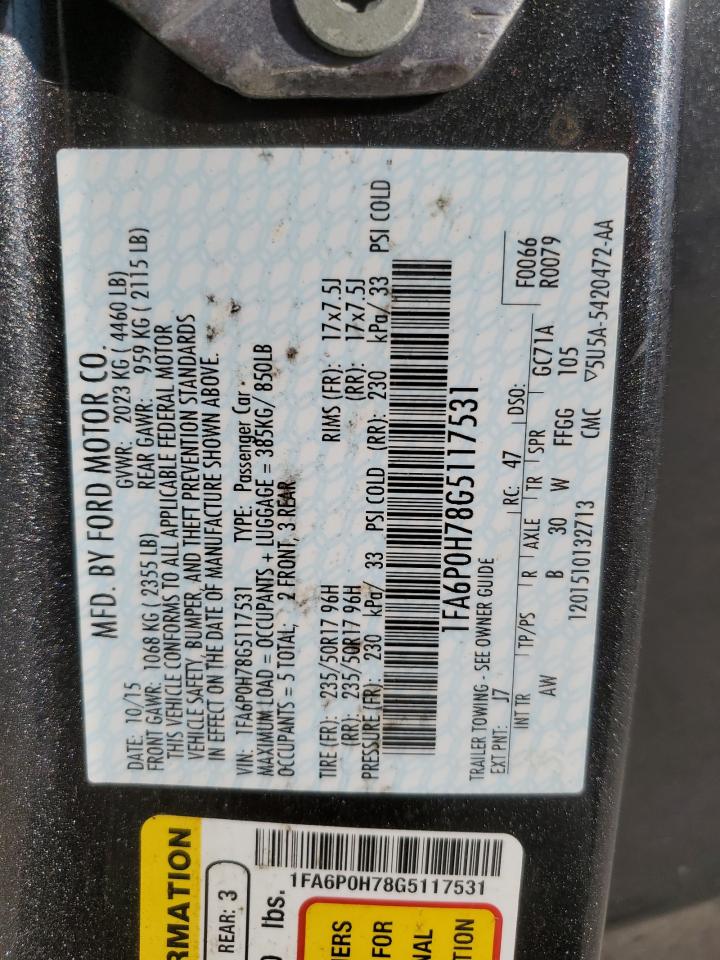 MFD. BY FORD MOTOR CO.
DATE: 10/15 GVWR: 2023 KG ( 4460 LB)
FRONT GAWR: 1068 KG ( 2355 LB) REAR GAWR: 959 KG ( 2115 LB)
THIS VEHICLE CONFORMS TO ALL APPLICABLE FEDERAL MOTOR
VEHICLE SAFETY, BUMPER, AND THEFT PREVENTION STANDARDS
IN EFFECT ON THE DATE OF MANUFACTURE SHOWN ABOVE.
VIN: 1FA6P0H78G5117531 TYPE: Passenger Car
MAXIMUM LOAD = OCCUPANTS + LUGGAGE = 385KG/ 850LB
OCCUPANTS = 5 TOTAL; 2 FRONT, 3 REAR
TIRE (FR): 235/50R17 96H RIMS (FR): 17x7.5J
(RR): 235/50R17 96H (RR): 17x7.5J
PRESSURE (FR): 230 kPa/ 33 PSI COLD (RR): 230 kPa/ 33 PSI COLD
1FA6P0H78G5117531
TRAILER TOWING - SEE OWNER GUIDE
EXT PNT: J7 RC: 47 DSO: F0066
R0079
INT TR TP/PS R AXLE TR SPR GC71A
AW B 30 W FFGG 105
1201510132713 CMC ▽5U5A-5420472-AA
1FA6P0H78G5117531
RMATION
REAR: 3
lbs.
FOR